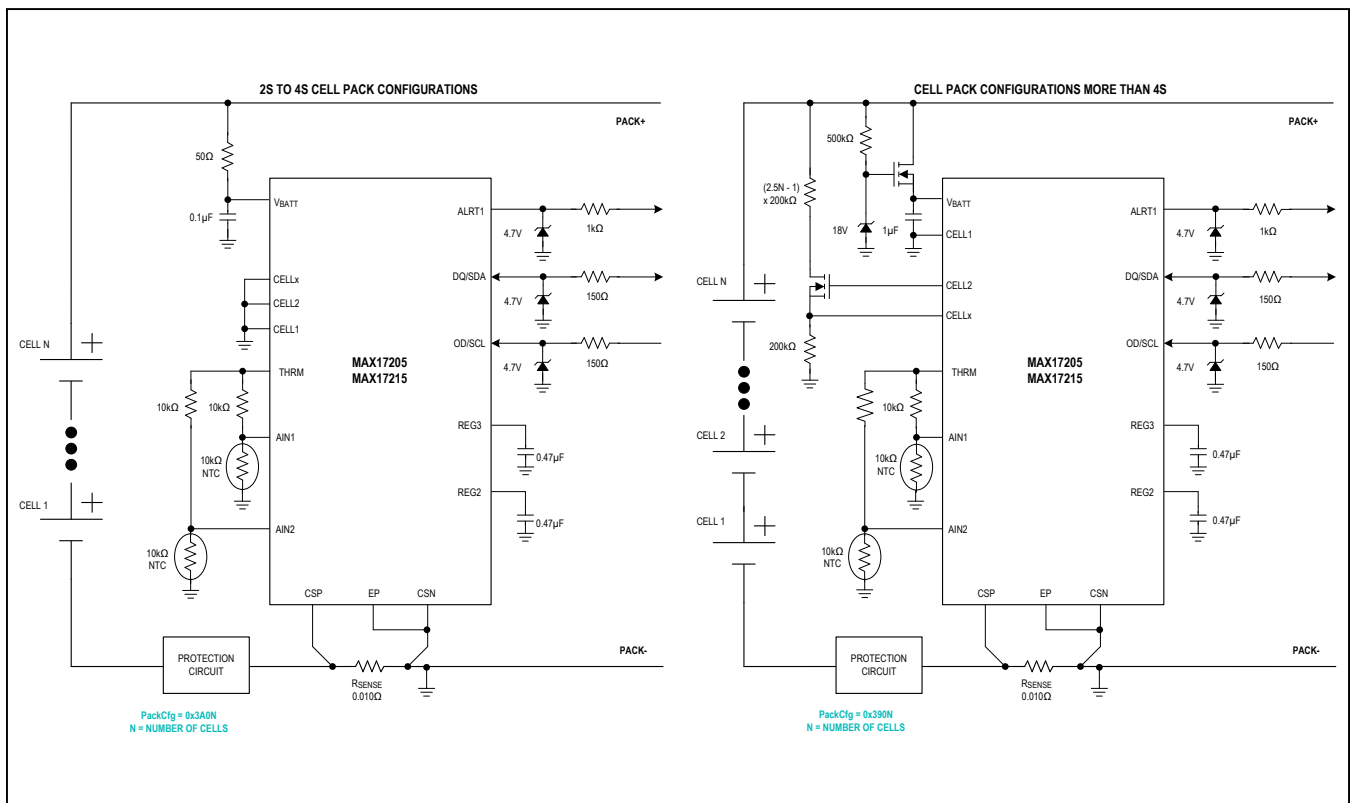 2S TO 4S CELL PACK CONFIGURATIONS
PACK+
50Ω
VBATT
0.1µF
CELLx
CELL2
CELL1
CELL N
MAX17205
MAX17215
THRM
10kΩ
10kΩ
AIN1
10kΩ
NTC
CELL 1
AIN2
10kΩ
NTC
ALRT1
4.7V
1kΩ
DQ/SDA
4.7V
150Ω
OD/SCL
4.7V
150Ω
REG3
0.47µF
REG2
0.47µF
CSP
EP
CSN
PACK-
PROTECTION
CIRCUIT
RSENSE
0.010Ω
PackCfg = 0x3A0N
N = NUMBER OF CELLS
CELL PACK CONFIGURATIONS MORE THAN 4S
PACK+
500kΩ
(2.5N - 1)
x 200kΩ
VBATT
18V
1µF
CELL1
CELL N
CELL2
CELLx
200kΩ
MAX17205
MAX17215
THRM
10kΩ
AIN1
CELL 2
10kΩ
NTC
CELL 1
AIN2
10kΩ
NTC
ALRT1
4.7V
1kΩ
DQ/SDA
4.7V
150Ω
OD/SCL
4.7V
150Ω
REG3
0.47µF
REG2
0.47µF
CSP
EP
CSN
PACK-
PROTECTION
CIRCUIT
RSENSE
0.010Ω
PackCfg = 0x390N
N = NUMBER OF CELLS